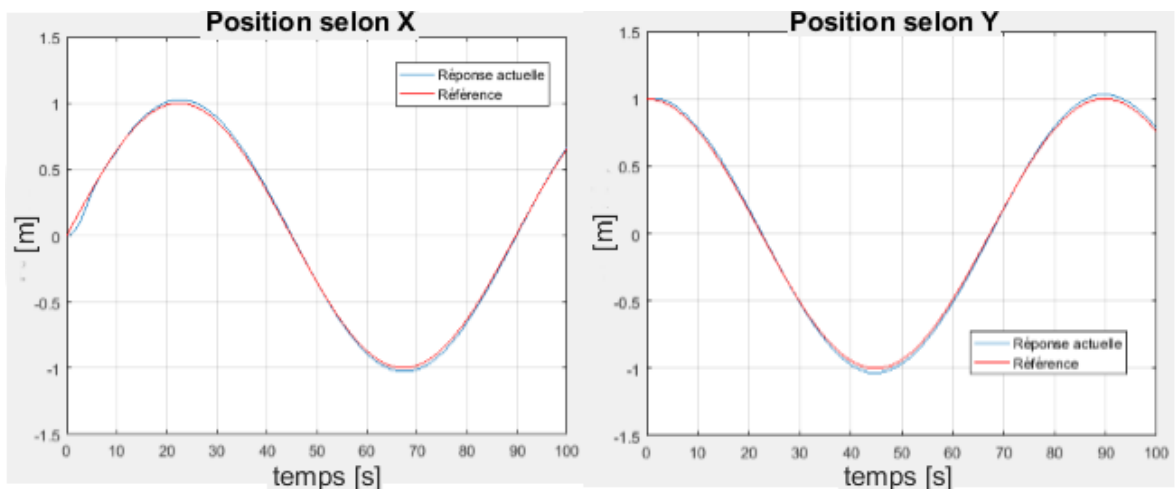 Position selon X
1.5
1
0.5
0
-0.5
-1
-1.5
[m]
Réponse actuelle
Référence
0 10 20 30 40 50 60 70 80 90 100
temps [s]
Position selon Y
1.5
1
0.5
0
-0.5
-1
-1.5
[m]
Réponse actuelle
Référence
0 10 20 30 40 50 60 70 80 90 100
temps [s]